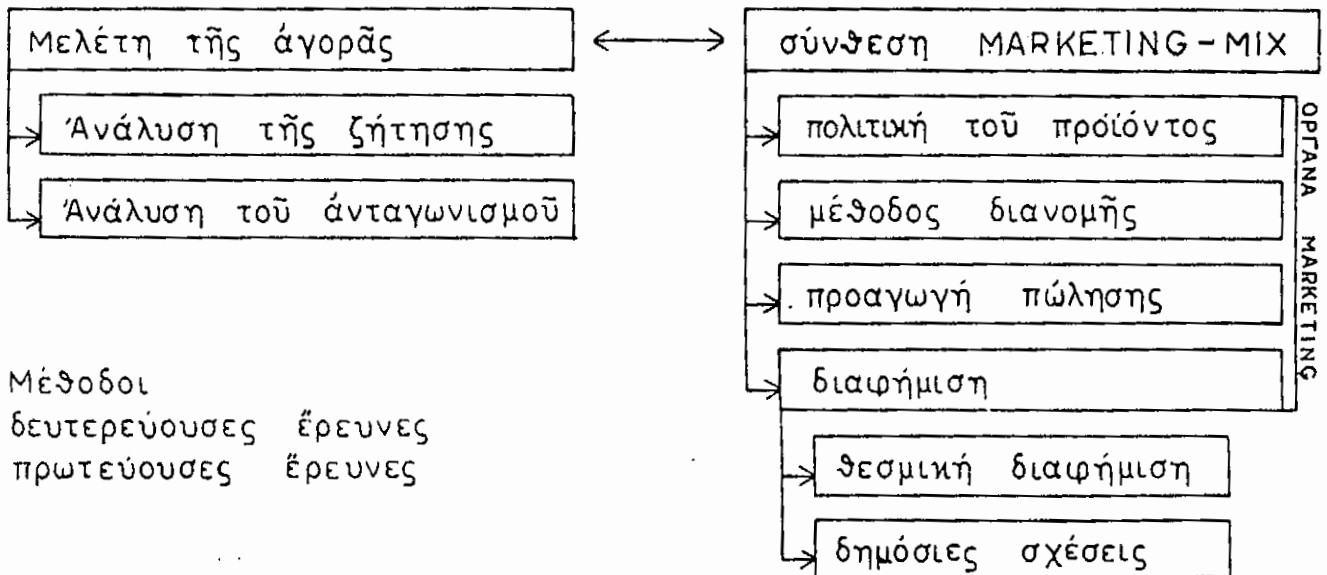 Μελέτη τῆς ἀγορᾶς
Ἀνάλυση τῆς ζήτησης
Ἀνάλυση τοῦ ἀνταγωνισμοῦ
Μέθοδοι
δευτερεύουσες ἔρευνες
πρωτεύουσες ἔρευνες
σύνθεση MARKETING-MIX
πολιτική τοῦ προϊόντος
μέθοδος διανομῆς
προαγωγή πώλησης
διαφήμιση
θεσμική διαφήμιση
δημόσιες σχέσεις
ΟΡΓΑΝΑ MARKETING